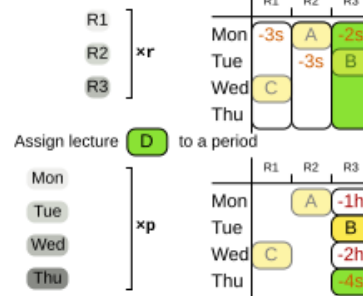 R1 R2 R3
R1
Mon -3s A -2s
R2 ×r
Tue -3s B
R3
Wed C
Thu
Assign lecture D to a period
R1 R2 R3
Mon
Mon A -1h
Tue
Tue B
×p
Wed
Wed C -2h
Thu
Thu -4s